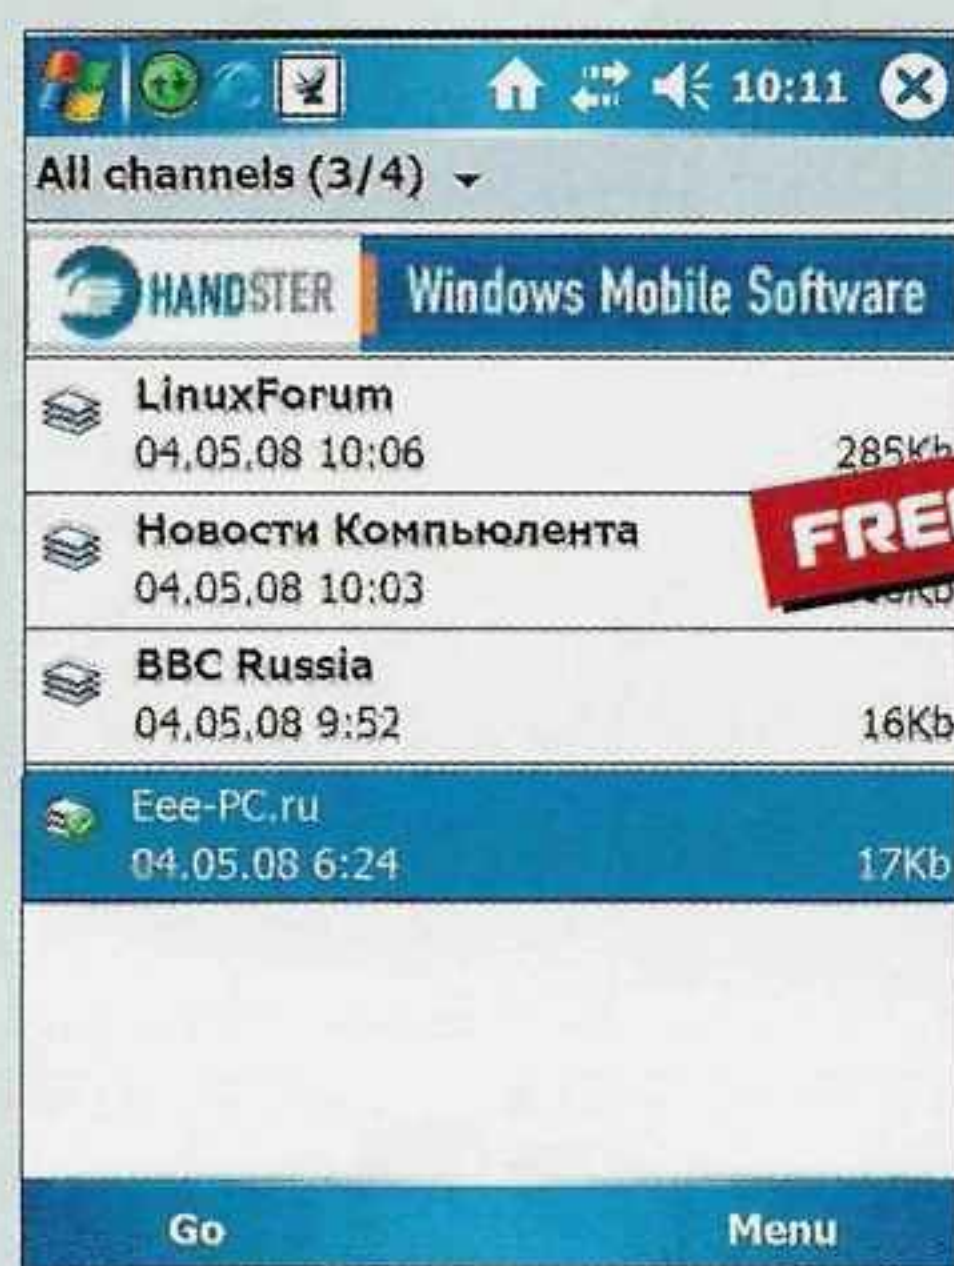 10:11
All channels (3/4)
HANDSTER Windows Mobile Software
LinuxForum
04.05.08 10:06 285Kb
FREE
Новости Компьюлента
04.05.08 10:03
BBC Russia
04.05.08 9:52 16Kb
Eee-PC.ru
04.05.08 6:24 17Kb
Go Menu